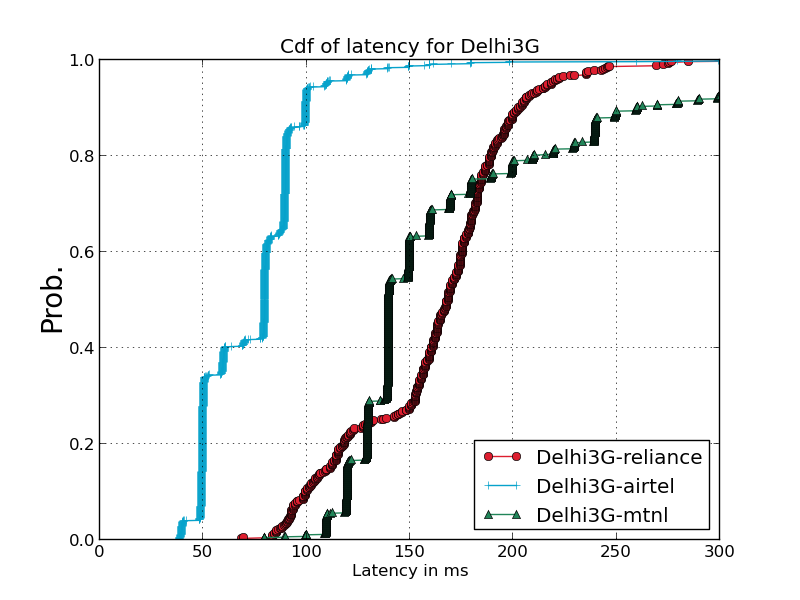 Cdf of latency for Delhi3G
Prob.
1.0
0.8
0.6
0.4
0.2
0.0
0 50 100 150 200 250 300
Latency in ms
Delhi3G-reliance
Delhi3G-airtel
Delhi3G-mtnl